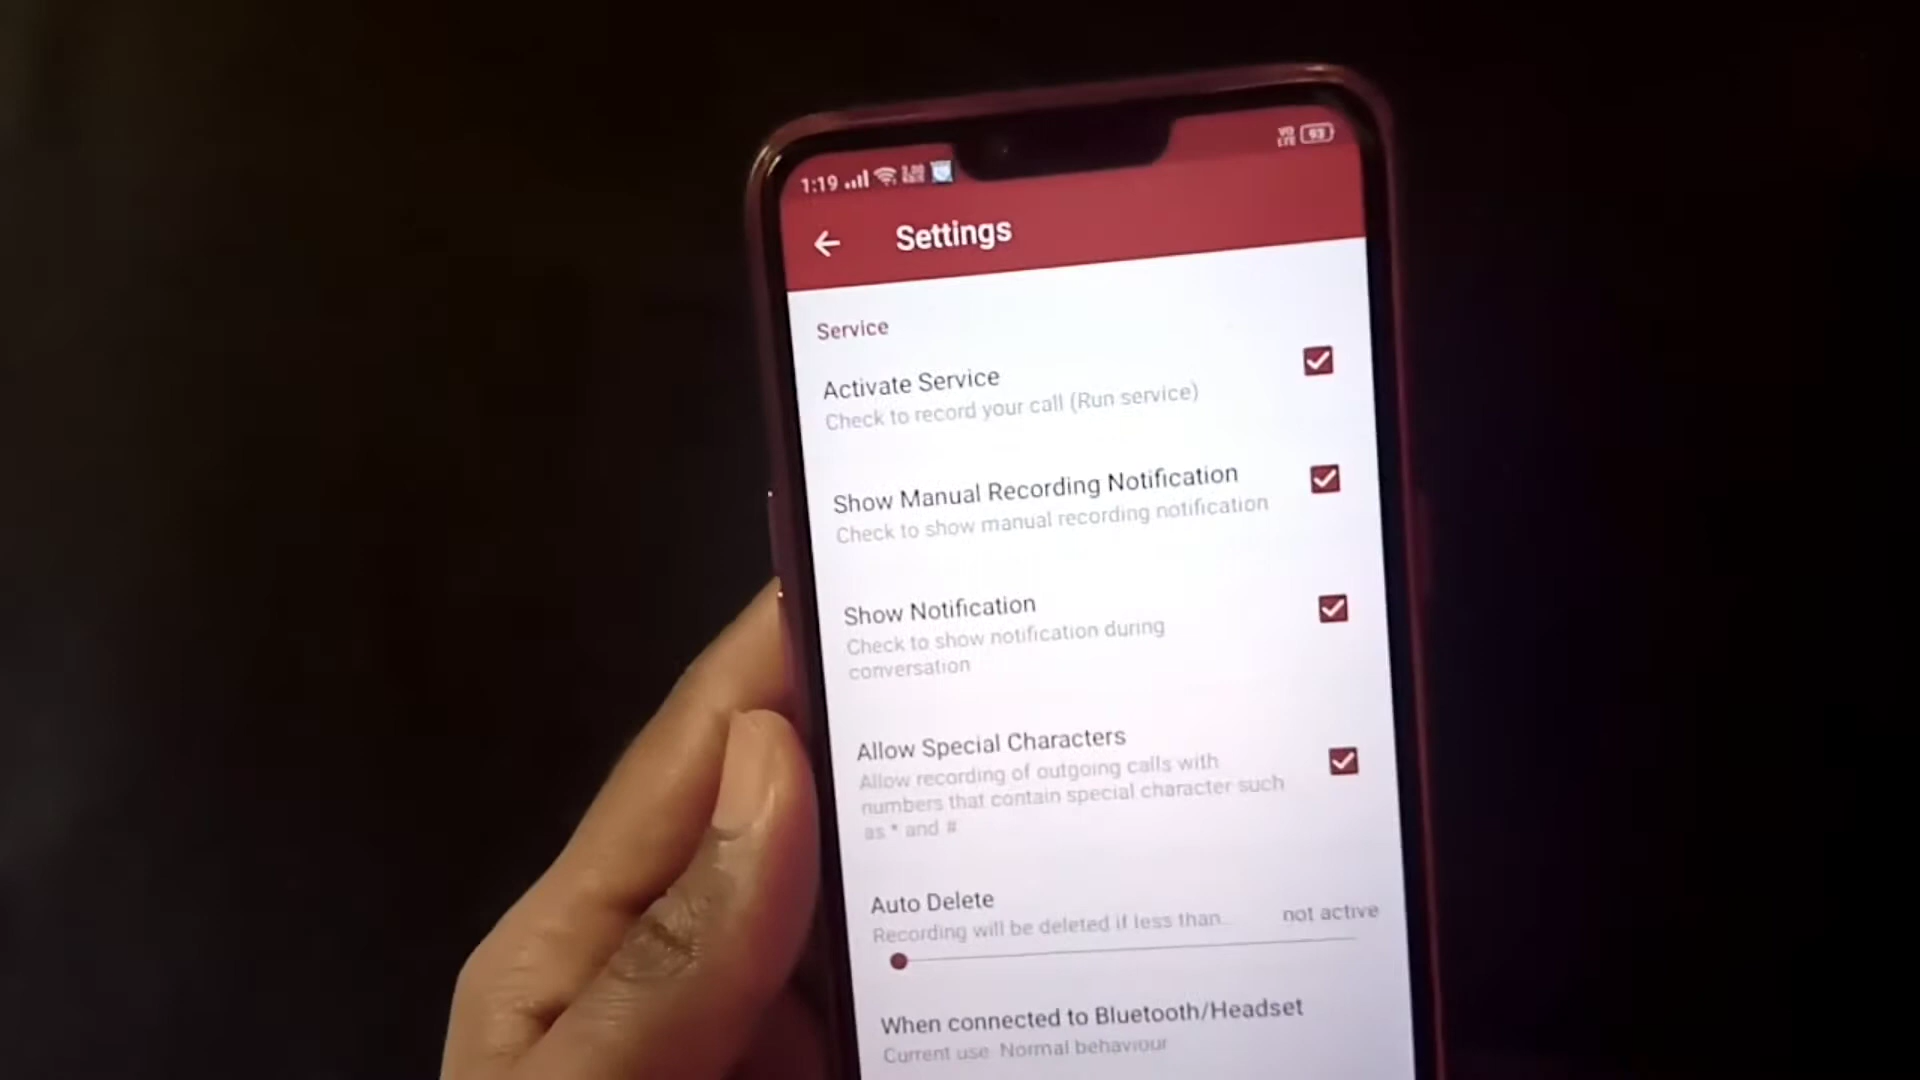 1:19
VO LTE 93
Settings
Service
Activate Service
Check to record your call (Run service)
Show Manual Recording Notification
Check to show manual recording notification
Show Notification
Check to show notification during
conversation
Allow Special Characters
Allow recording of outgoing calls with
numbers that contain special character such
as * and #
Auto Delete
Recording will be deleted if less than... not active
When connected to Bluetooth/Headset
Current use Normal behaviour